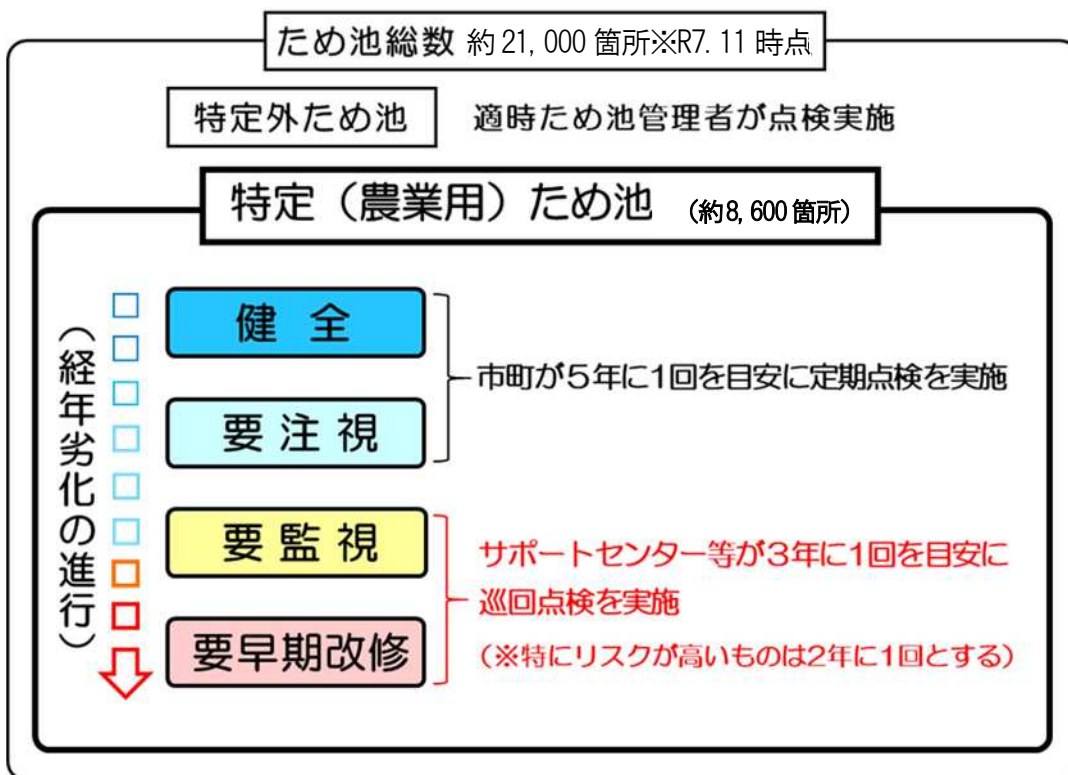 ため池総数 約21,000箇所※R7.11時点
特定外ため池 適時ため池管理者が点検実施
特定（農業用）ため池 （約8,600箇所）
（経年劣化の進行）
健全
要注視
市町が５年に１回を目安に定期点検を実施
要監視
要早期改修
サポートセンター等が３年に１回を目安に
巡回点検を実施
（※特にリスクが高いものは２年に１回とする）